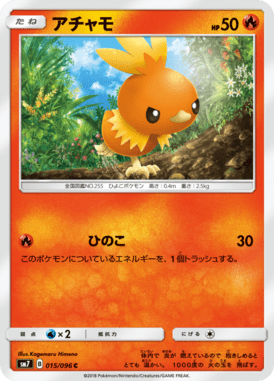 たね アチャモ HP50
全国図鑑NO.255 ひよこポケモン 高さ:0.4m 重さ:2.5kg
ひのこ 30
このポケモンについているエネルギーを、1個トラッシュする。
弱点 ×2 抵抗力 にげる
Illus.Kagemaru Himeno
sm7 D 015/096 C
体内で炎が燃えているので抱きしめると
とても温かい。1000度の火の玉を飛ばす。
©2018 Pokémon/Nintendo/Creatures/GAME FREAK.